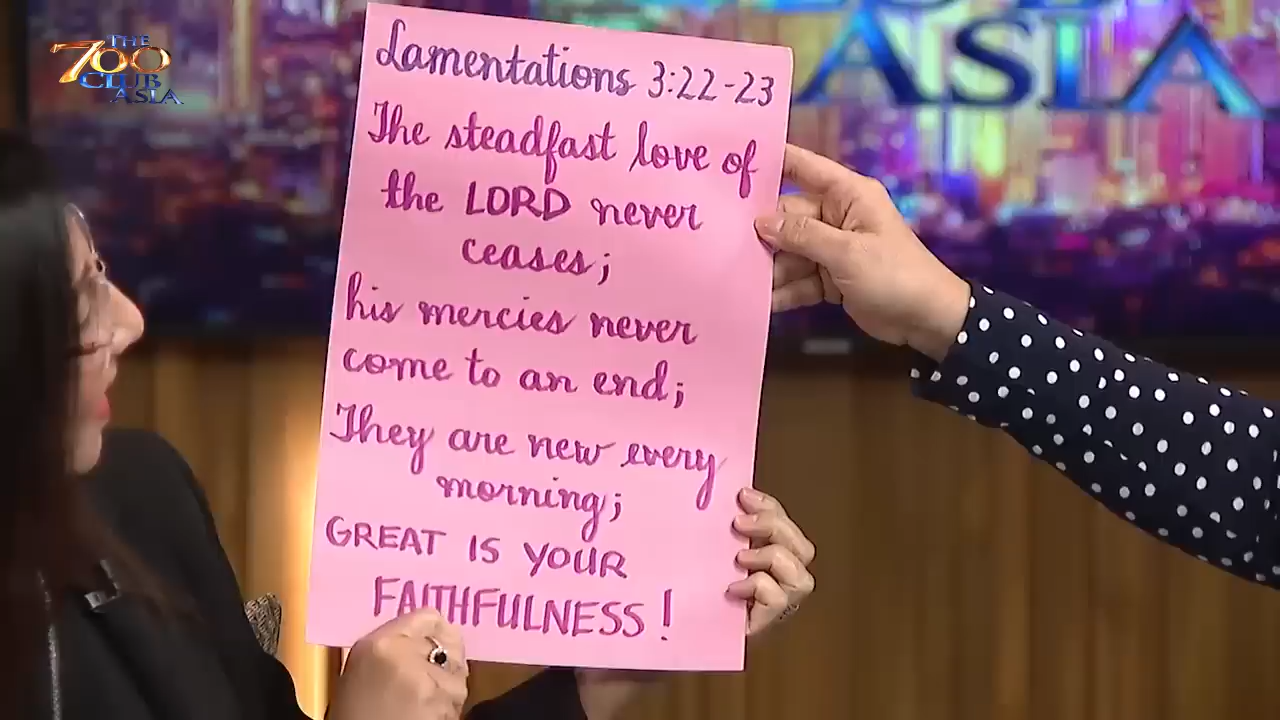 THE
700
CLUB
ASIA
ASIA
Lamentations 3:22-23
The steadfast love of
the LORD never
ceases;
his mercies never
come to an end;
They are new every
morning;
GREAT IS YOUR
FAITHFULNESS!